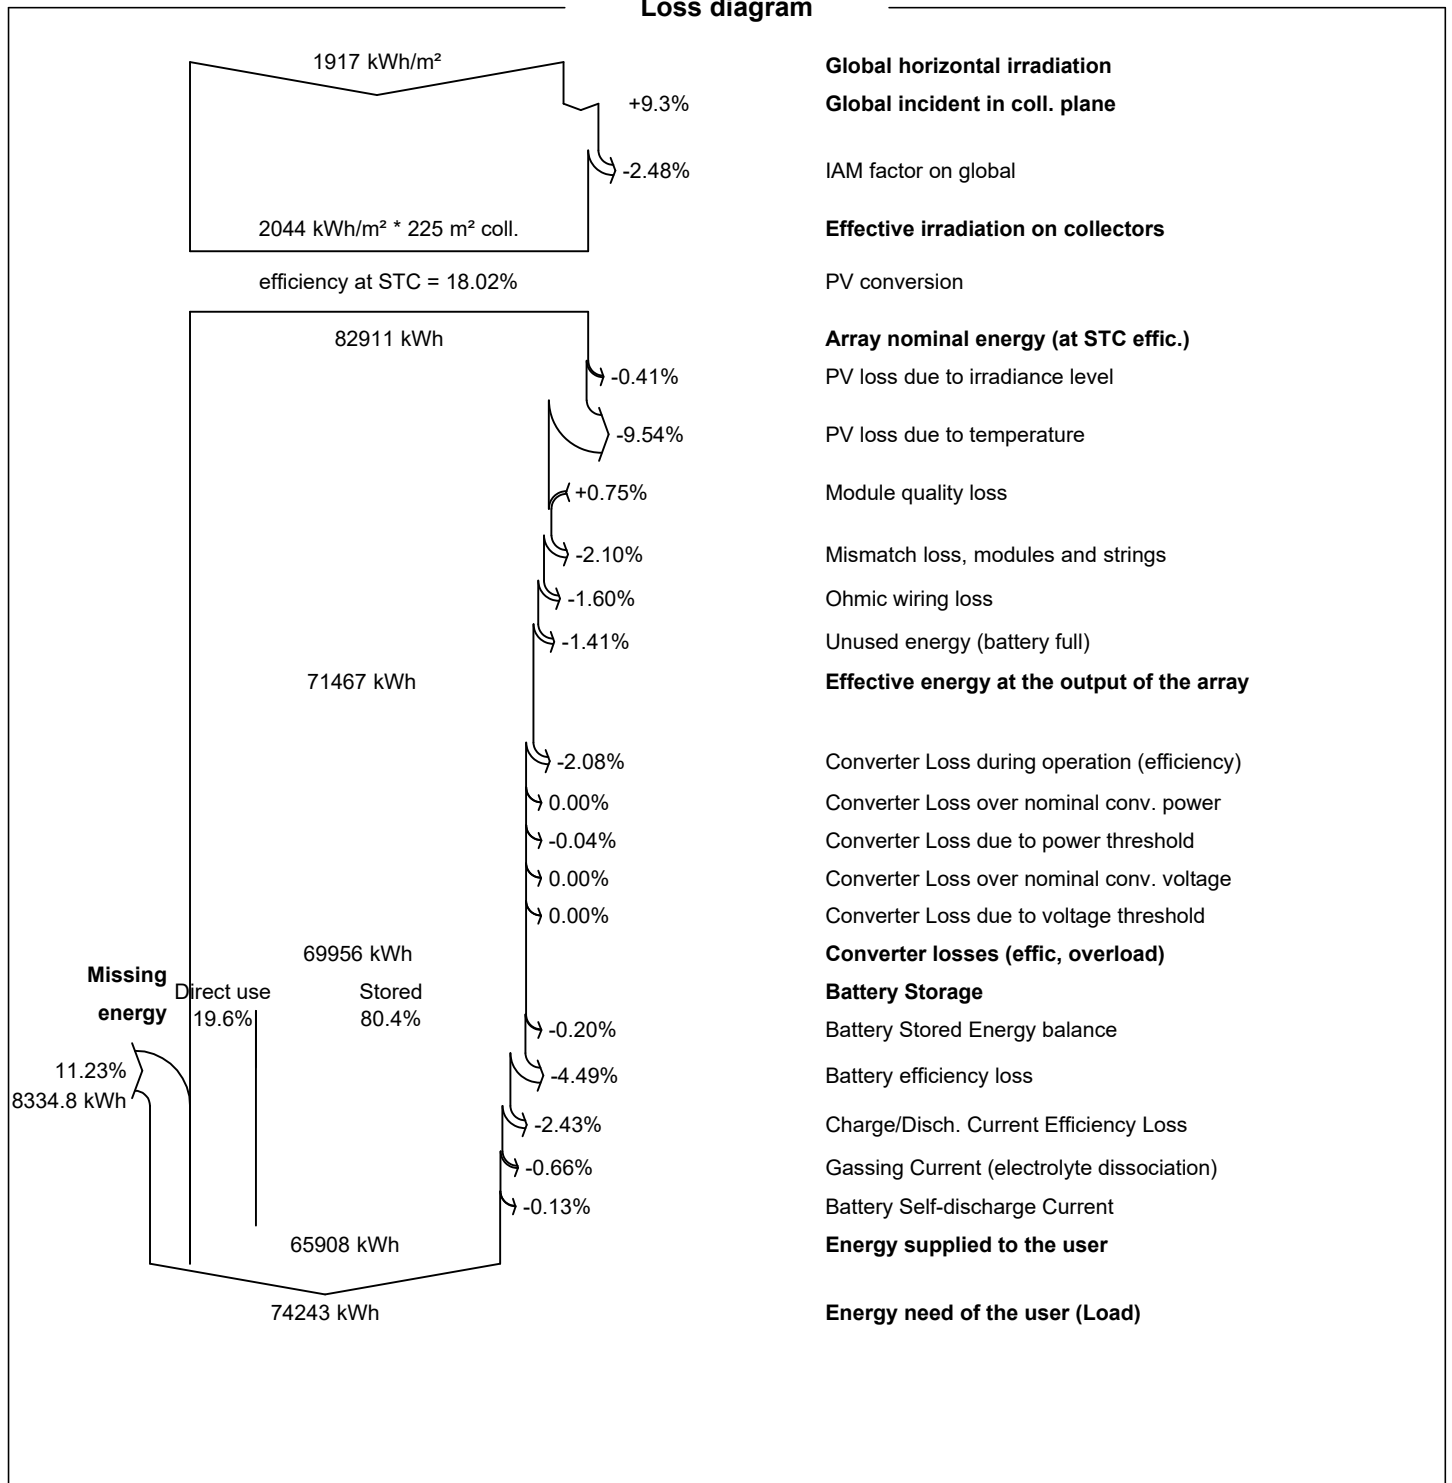 Loss diagram
1917 kWh/m²
Global horizontal irradiation
+9.3%
Global incident in coll. plane
-2.48%
IAM factor on global
2044 kWh/m² * 225 m² coll.
Effective irradiation on collectors
efficiency at STC = 18.02%
PV conversion
82911 kWh
Array nominal energy (at STC effic.)
-0.41%
PV loss due to irradiance level
-9.54%
PV loss due to temperature
+0.75%
Module quality loss
-2.10%
Mismatch loss, modules and strings
-1.60%
Ohmic wiring loss
-1.41%
Unused energy (battery full)
71467 kWh
Effective energy at the output of the array
-2.08%
Converter Loss during operation (efficiency)
0.00%
Converter Loss over nominal conv. power
-0.04%
Converter Loss due to power threshold
0.00%
Converter Loss over nominal conv. voltage
0.00%
Converter Loss due to voltage threshold
69956 kWh
Converter losses (effic, overload)
Missing
energy
Direct use
19.6%
Stored
80.4%
Battery Storage
-0.20%
Battery Stored Energy balance
11.23%
8334.8 kWh
-4.49%
Battery efficiency loss
-2.43%
Charge/Disch. Current Efficiency Loss
-0.66%
Gassing Current (electrolyte dissociation)
-0.13%
Battery Self-discharge Current
65908 kWh
Energy supplied to the user
74243 kWh
Energy need of the user (Load)